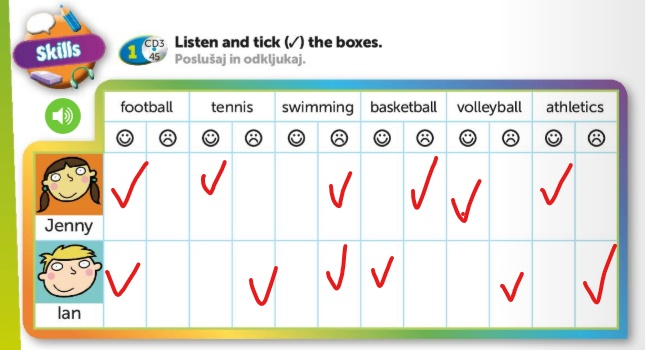 Skills
1 CD3 45 Listen and tick (✓) the boxes.
Poslušaj in odkljukaj.
football tennis swimming basketball volleyball athletics
Jenny
Ian